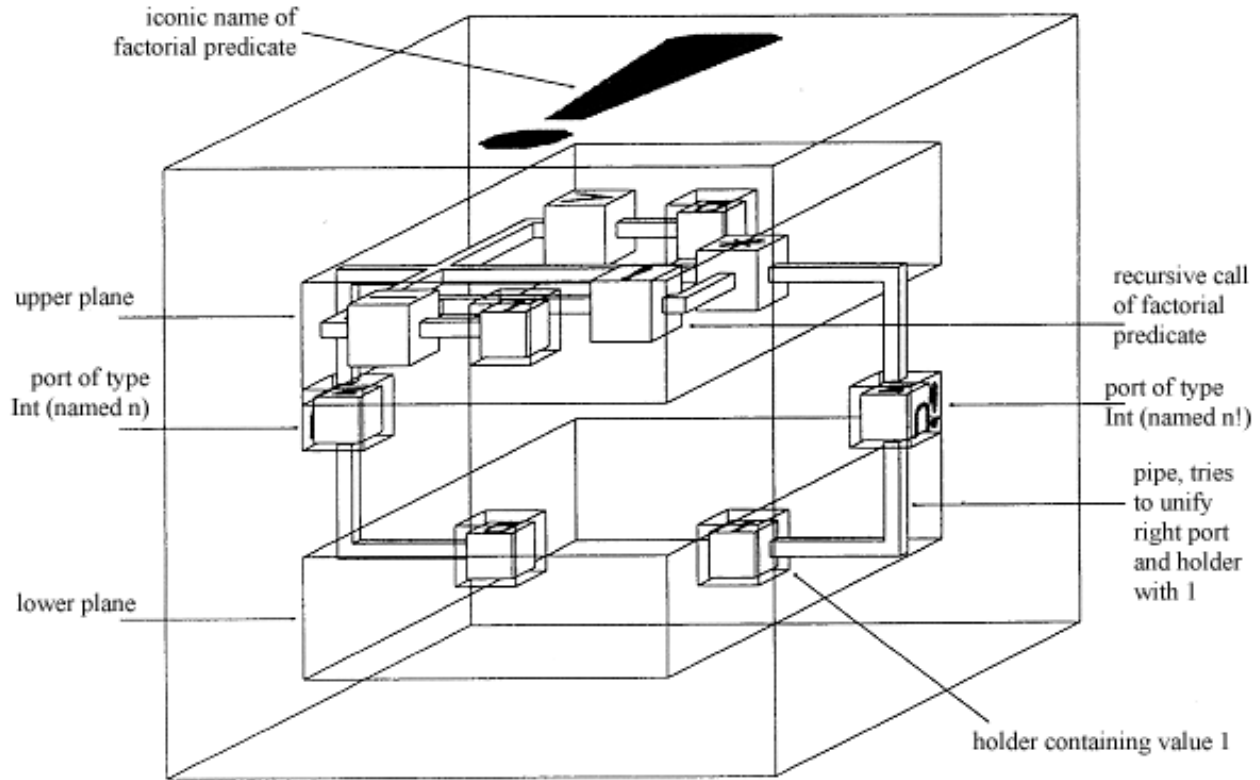 iconic name of
factorial predicate
upper plane
recursive call
of factorial
predicate
port of type
Int (named n)
port of type
Int (named n!)
pipe, tries
to unify
right port
and holder
with 1
lower plane
holder containing value 1